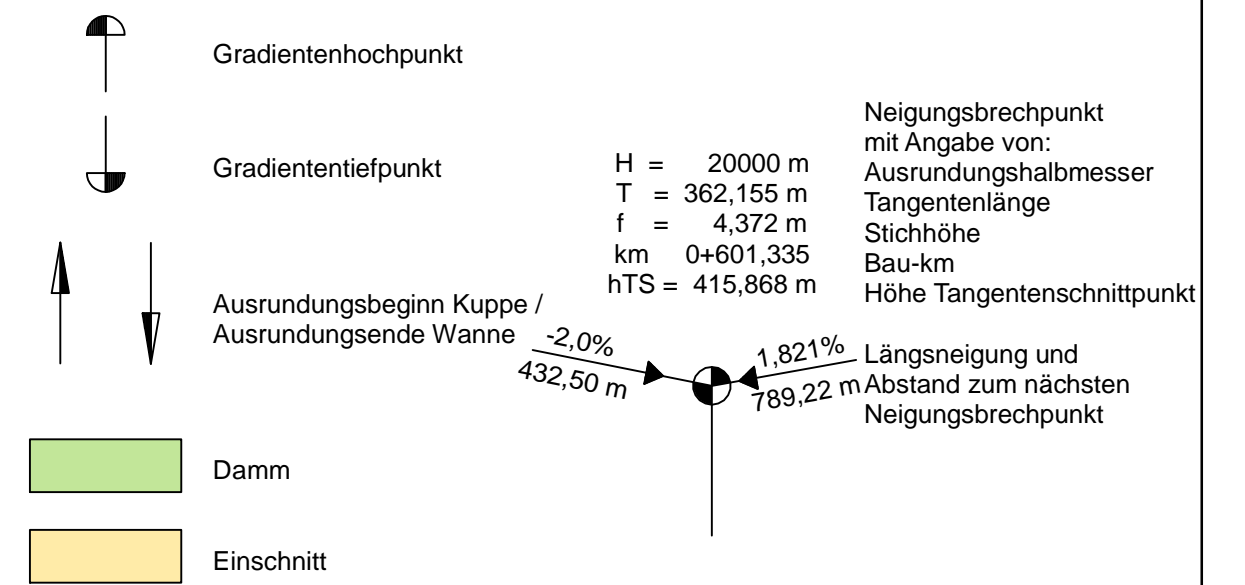 Gradientenhochpunkt
Gradiententiefpunkt
Ausrundungsbeginn Kuppe /
Ausrundungsende Wanne
Damm
Einschnitt
H = 20000 m
T = 362,155 m
f = 4,372 m
km 0+601,335
hTS = 415,868 m
-2,0%
432,50 m
1,821%
789,22 m
Neigungsbrechpunkt
mit Angabe von:
Ausrundungshalbmesser
Tangentenlänge
Stichhöhe
Bau-km
Höhe Tangentenschnittpunkt
Längsneigung und
Abstand zum nächsten
Neigungsbrechpunkt